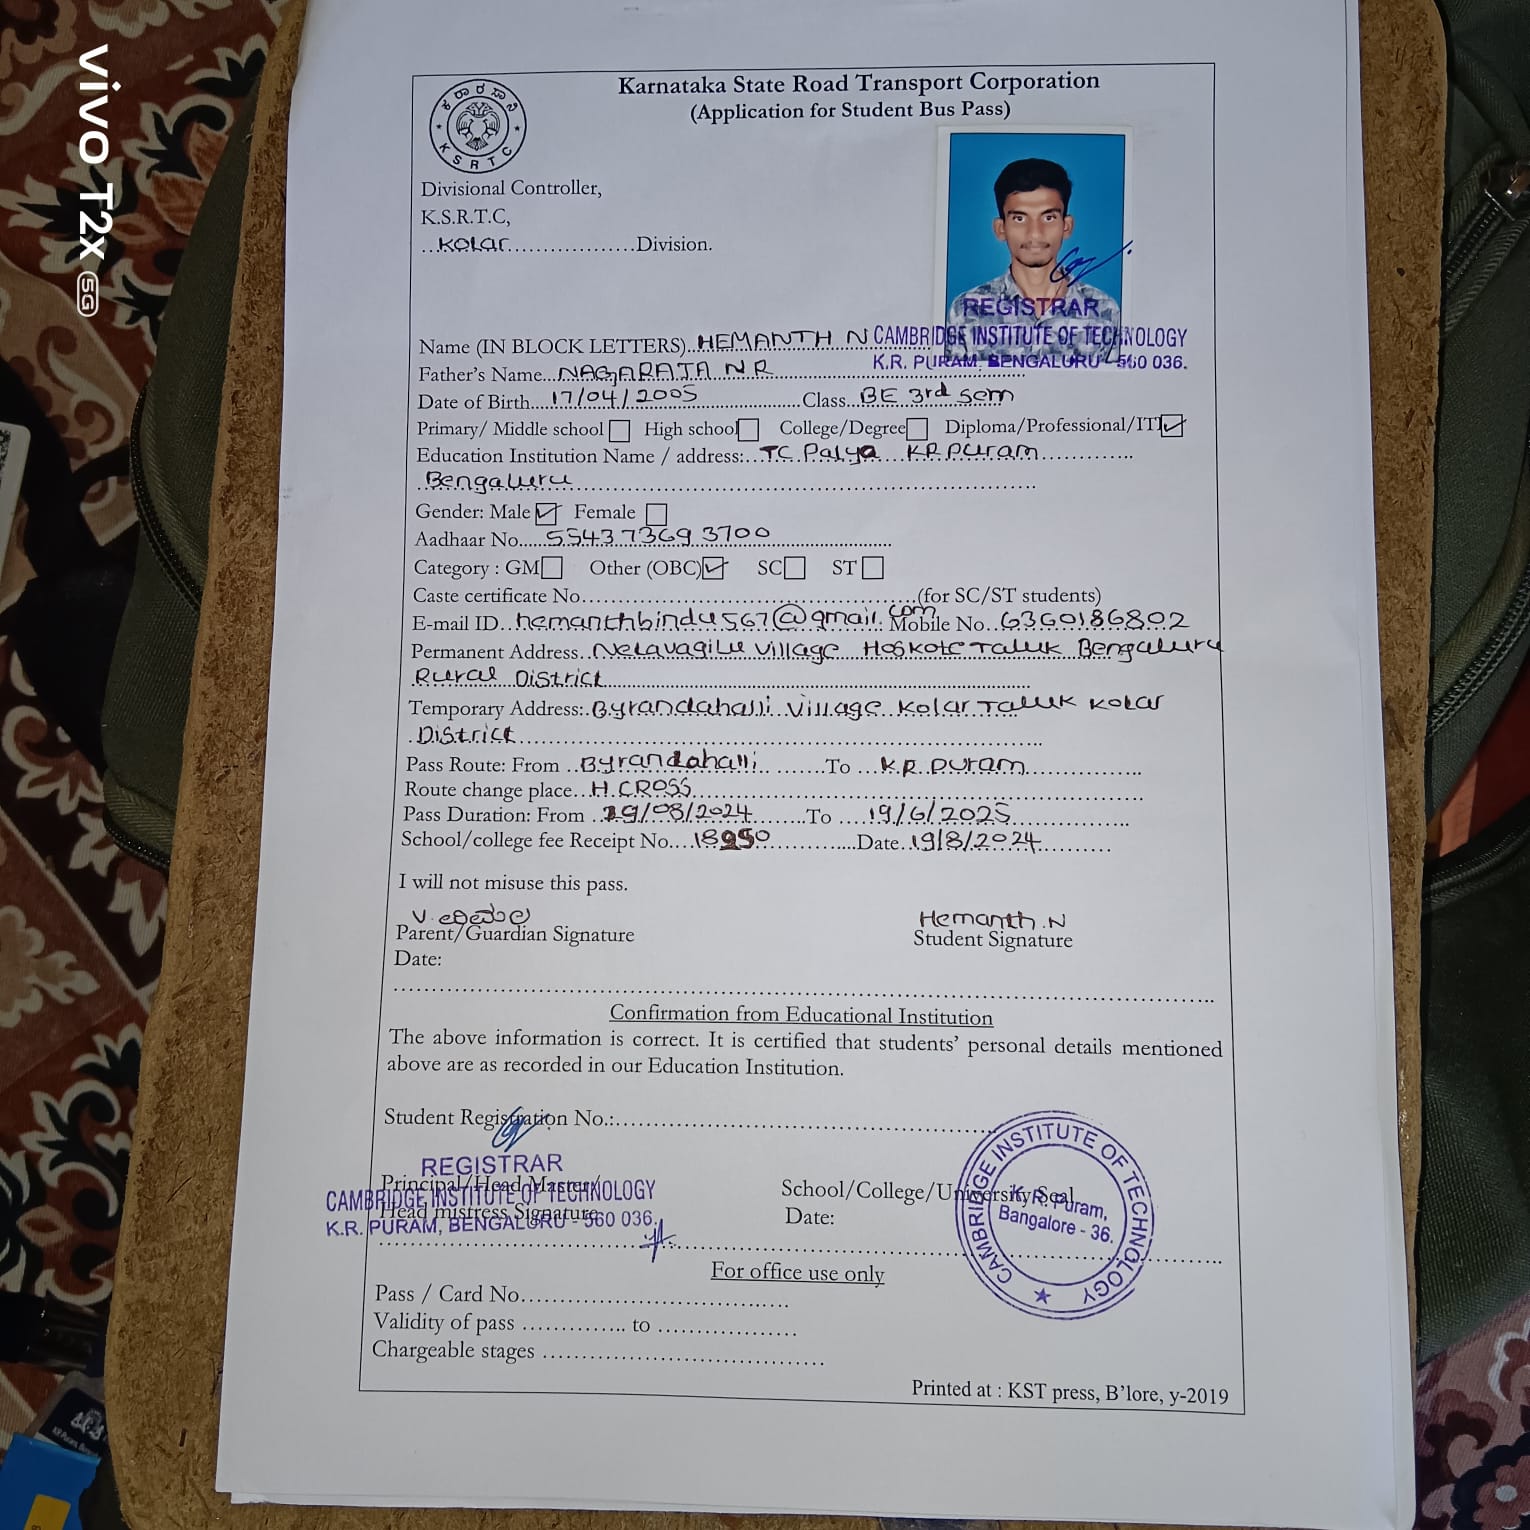 Karnataka State Road Transport Corporation
(Application for Student Bus Pass)
ಕ ರಾ ರ ಸಾ ನಿ
K S R T C
Divisional Controller,
K.S.R.T.C,
..Kolar..................Division.
REGISTRAR
CAMBRIDGE INSTITUTE OF TECHNOLOGY
K.R. PURAM, BENGALURU - 560 036.
Name (IN BLOCK LETTERS)..HEMANTH N
Father's Name...NAGARAJA N R
Date of Birth....17/04/2005...............Class..BE 3rd sem
Primary/ Middle school High school College/Degree Diploma/Professional/ITI
Education Institution Name / address:...TC Palya KR Puram.............
Bengaluru..................................................................
Gender: Male Female
Aadhaar No.....5543 7369 3700..................
Category : GM Other (OBC) SC ST
Caste certificate No.......................................................(for SC/ST students)
E-mail ID..hemanthbindu567@gmail.com Mobile No..6360186802
Permanent Address..Nelavagilu village Hoskote Taluk Bengaluru
Rural District..................................................................
Temporary Address:.Byrandahalli village Kolar Taluk Kolar
.District..................................................................
Pass Route: From ..Byrandahalli.........To ...K.R puram.................
Route change place..H.CROSS..................................................................
Pass Duration: From ..19/08/2024.........To ....19/6/2025.................
School/college fee Receipt No....18950..............Date.19/8/2024..........
I will not misuse this pass.
V.
Hemanth.N
Parent/Guardian Signature
Student Signature
Date:
Confirmation from Educational Institution
The above information is correct. It is certified that students' personal details mentioned
above are as recorded in our Education Institution.
Student Registration No.:..................................................................
REGISTRAR
Principal/Head Master/
CAMBRIDGE INSTITUTE OF TECHNOLOGY
Head mistress Signature
K.R. PURAM, BENGALURU - 560 036.
School/College/University Seal
Date:
CAMBRIDGE INSTITUTE OF TECHNOLOGY
K.R. Puram,
Bangalore - 36.
For office use only
Pass / Card No..........................................
Validity of pass .............. to ..................
Chargeable stages .....................................
Printed at : KST press, B'lore, y-2019
vivo T2x 5G